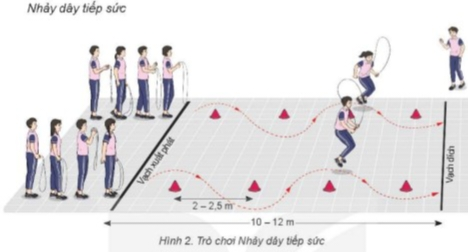 Nhảy dây tiếp sức
Vạch xuất phát
Vạch đích
2 – 2,5 m
10 – 12 m
Hình 2. Trò chơi Nhảy dây tiếp sức